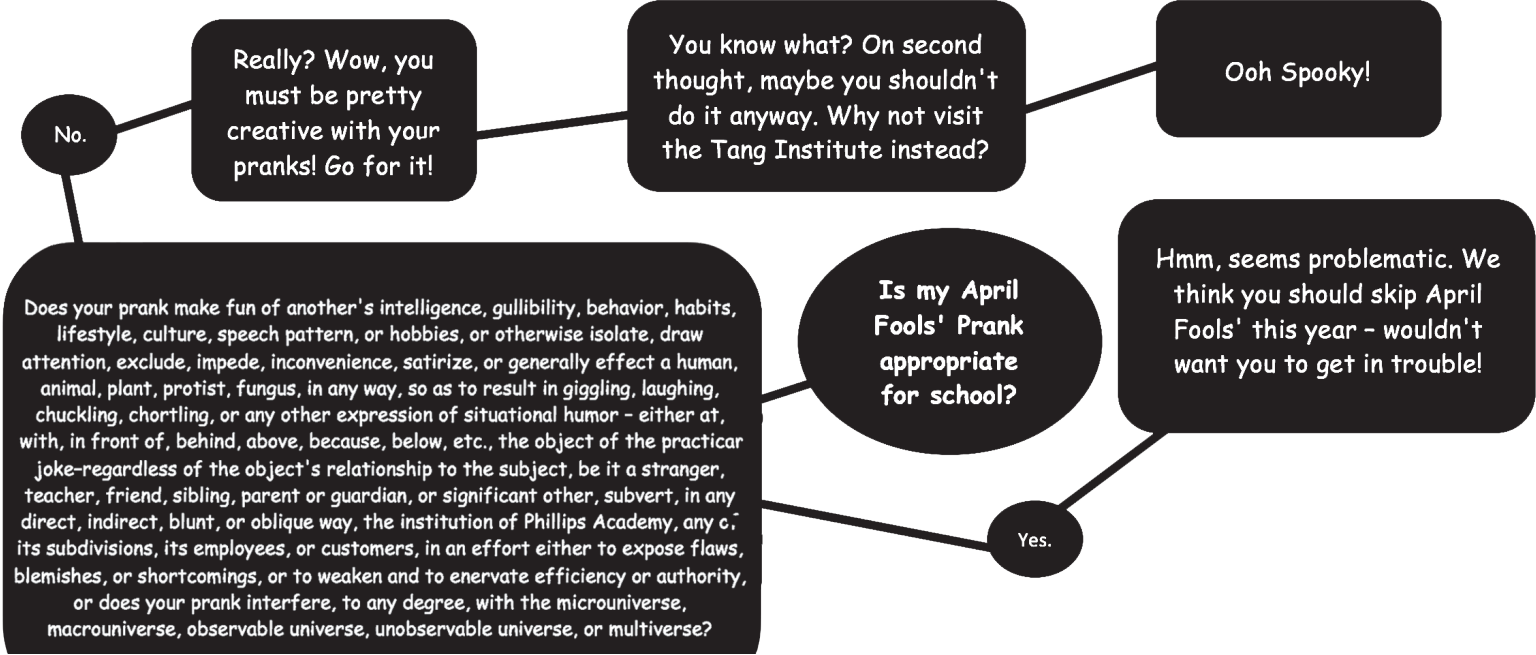 No.
Really? Wow, you
must be pretty
creative with your
pranks! Go for it!
You know what? On second
thought, maybe you shouldn't
do it anyway. Why not visit
the Tang Institute instead?
Ooh Spooky!
Is my April
Fools' Prank
appropriate
for school?
Does your prank make fun of another's intelligence, gullibility, behavior, habits,
lifestyle, culture, speech pattern, or hobbies, or otherwise isolate, draw
attention, exclude, impede, inconvenience, satirize, or generally effect a human,
animal, plant, protist, fungus, in any way, so as to result in giggling, laughing,
chuckling, chortling, or any other expression of situational humor – either at,
with, in front of, behind, above, because, below, etc., the object of the practicar
joke–regardless of the object's relationship to the subject, be it a stranger,
teacher, friend, sibling, parent or guardian, or significant other, subvert, in any
direct, indirect, blunt, or oblique way, the institution of Phillips Academy, any
its subdivisions, its employees, or customers, in an effort either to expose flaws,
blemishes, or shortcomings, or to weaken and to enervate efficiency or authority,
or does your prank interfere, to any degree, with the microuniverse,
macrouniverse, observable universe, unobservable universe, or multiverse?
Yes.
Hmm, seems problematic. We
think you should skip April
Fools' this year – wouldn't
want you to get in trouble!